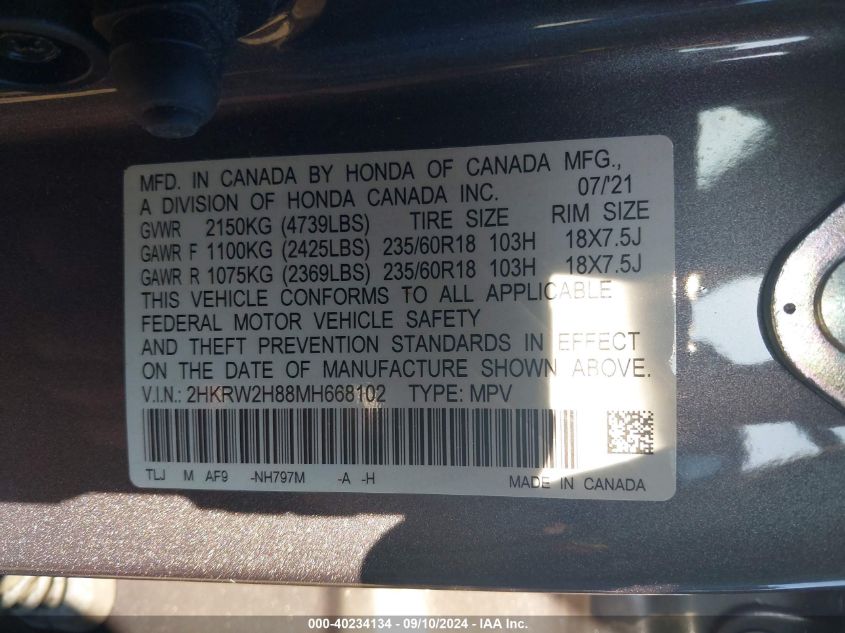 MFD. IN CANADA BY HONDA OF CANADA MFG.,
A DIVISION OF HONDA CANADA INC. 07/'21
GVWR 2150KG (4739LBS) TIRE SIZE RIM SIZE
GAWR F 1100KG (2425LBS) 235/60R18 103H 18X7.5J
GAWR R 1075KG (2369LBS) 235/60R18 103H 18X7.5J
THIS VEHICLE CONFORMS TO ALL APPLICABLE
FEDERAL MOTOR VEHICLE SAFETY
AND THEFT PREVENTION STANDARDS IN EFFECT
ON THE DATE OF MANUFACTURE SHOWN ABOVE.
V.I.N.: 2HKRW2H88MH668102 TYPE: MPV
TLJ M AF9 -NH797M -A -H MADE IN CANADA
000-40234134 - 09/10/2024 - IAA Inc.